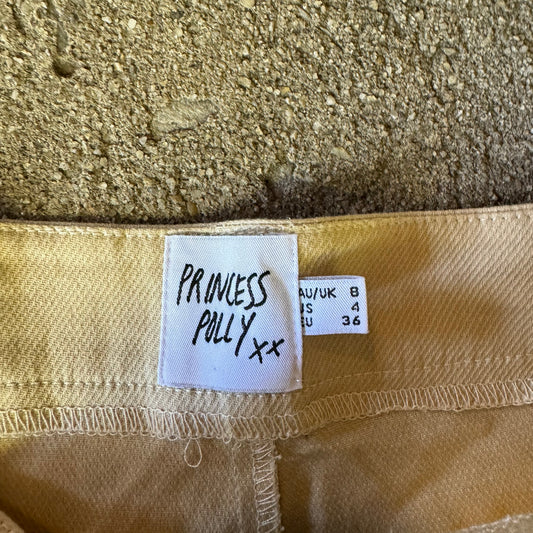 PRINCESS
POLLY xx
AU/UK 8
US 4
EU 36